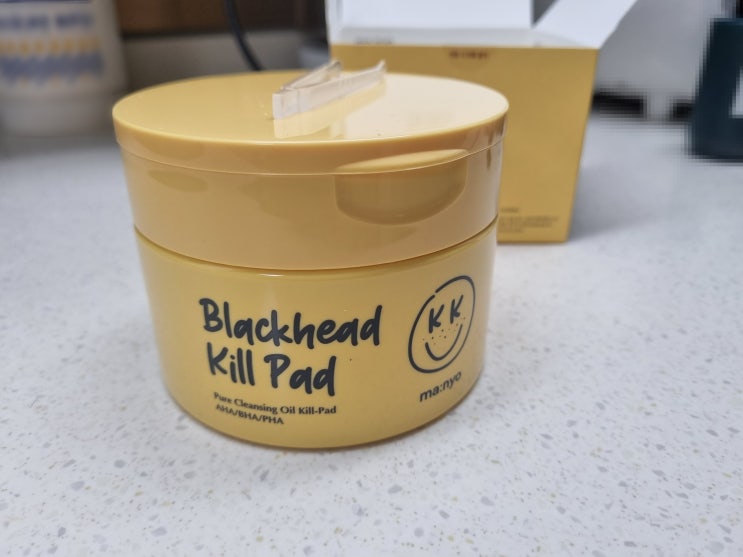 Blackhead
Kill Pad
Pure Cleansing Oil Kill-Pad
AHA/BHA/PHA
KK
ma:nyo